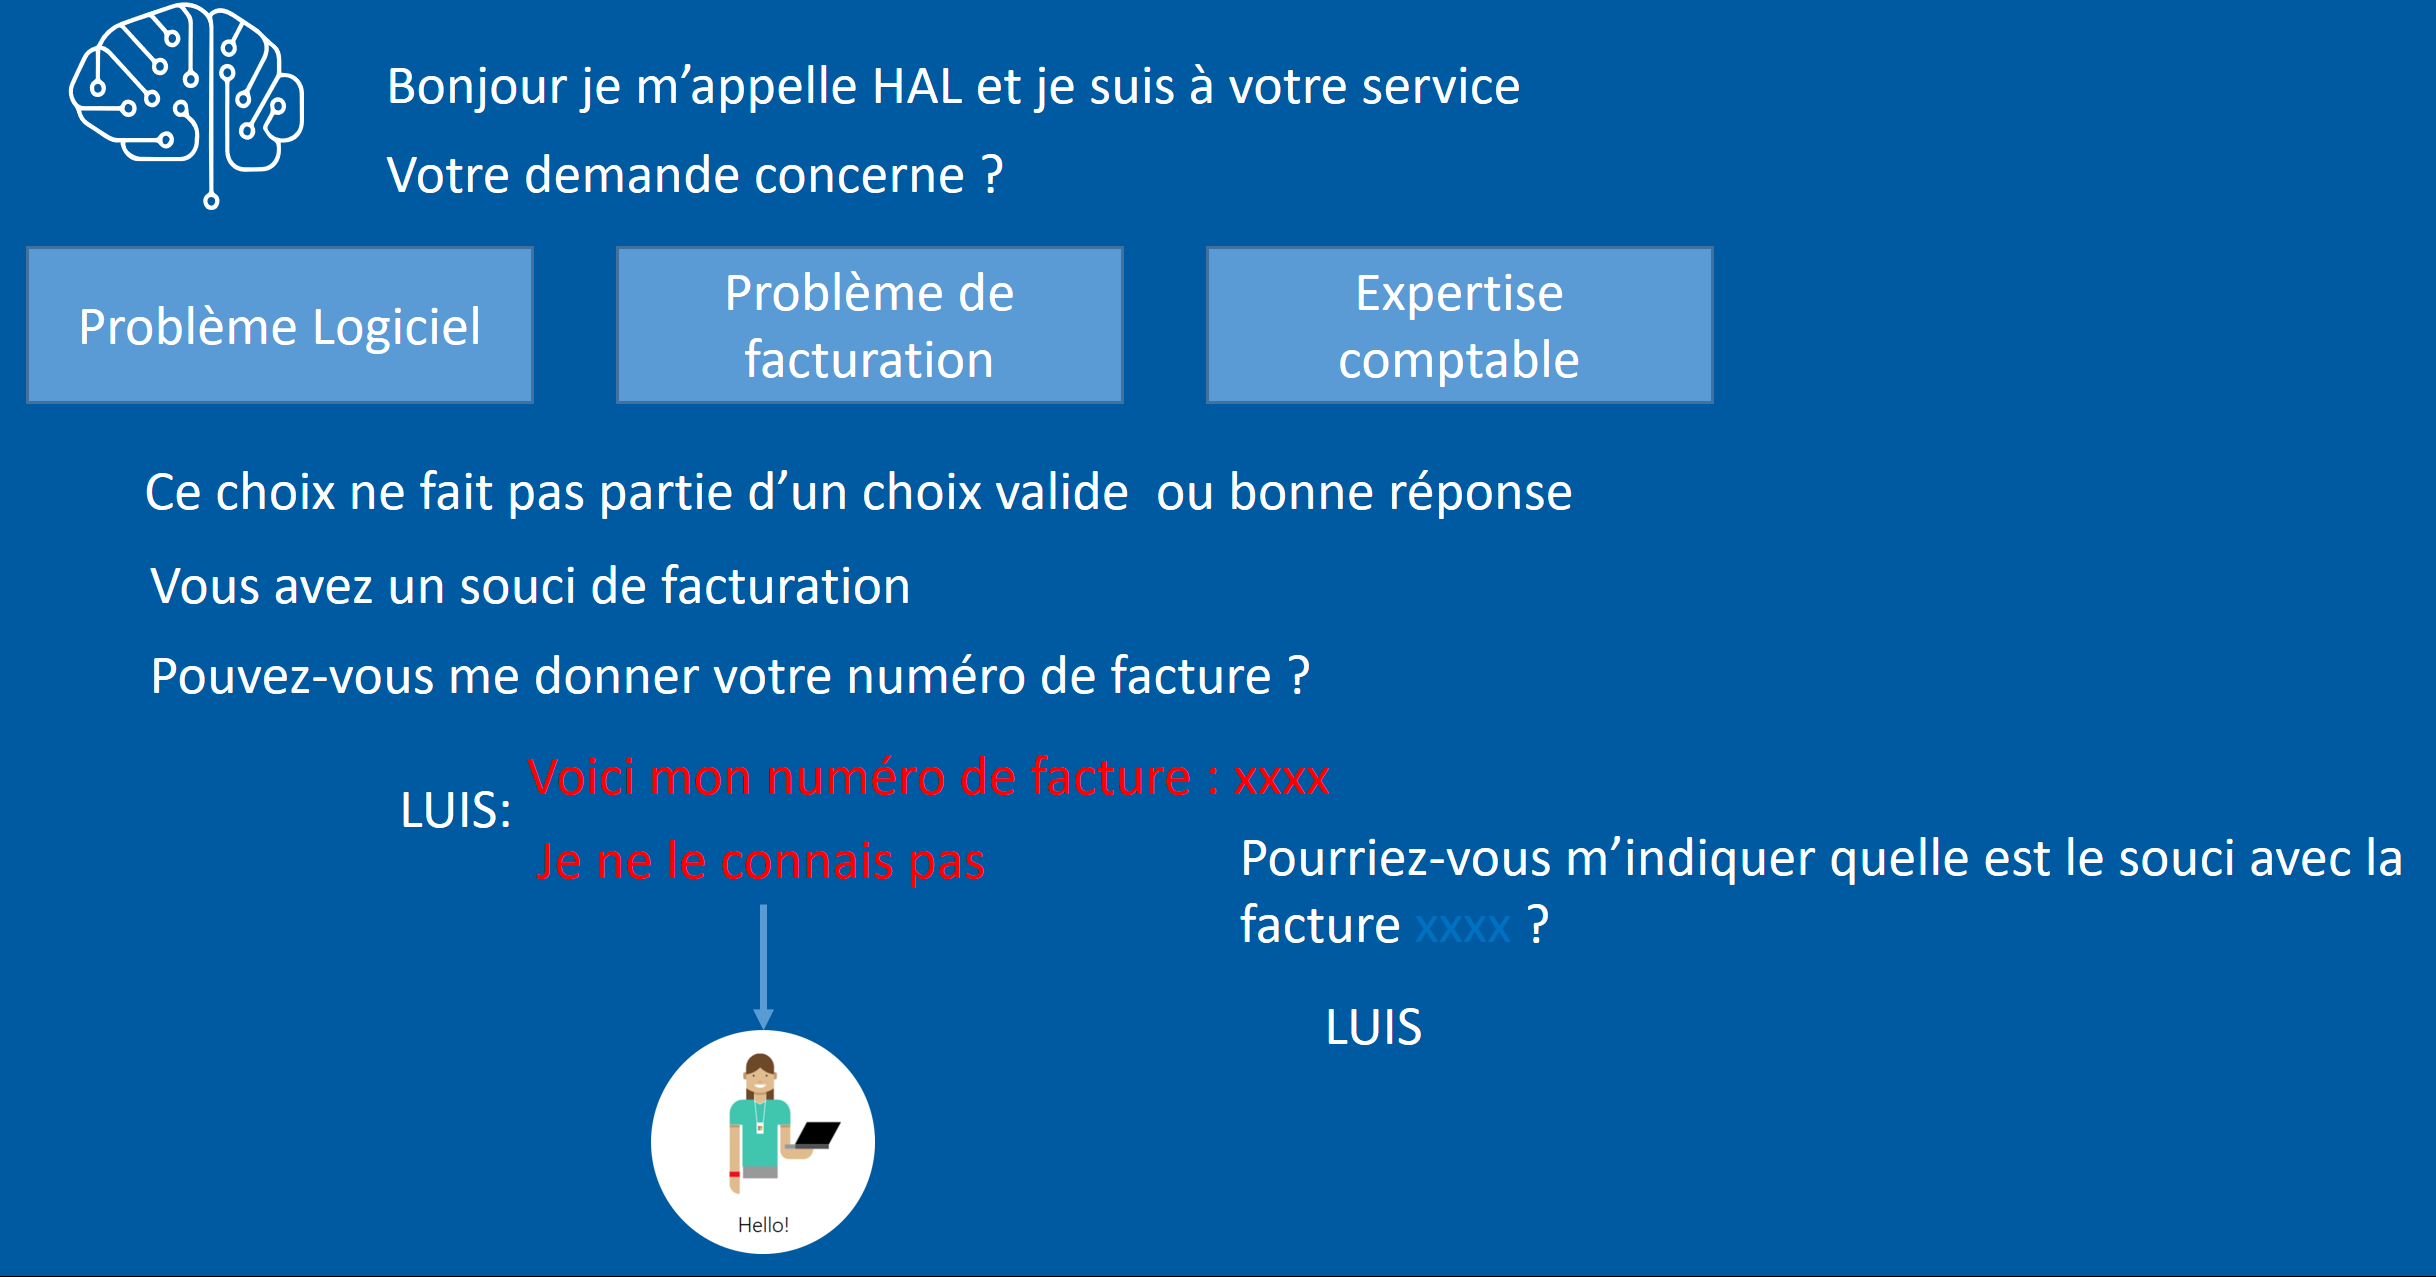 Bonjour je m’appelle HAL et je suis à votre service
Votre demande concerne ?
Problème Logiciel
Problème de
facturation
Expertise
comptable
Ce choix ne fait pas partie d’un choix valide  ou bonne réponse
Vous avez un souci de facturation
Pouvez-vous me donner votre numéro de facture ?
Voici mon numéro de facture : xxxx
LUIS:
Je ne le connais pas
Pourriez-vous m’indiquer quelle est le souci avec la
facture xxxx ?
LUIS
Hello!